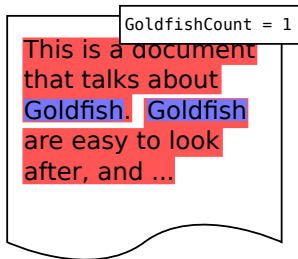 GoldfishCount = 1
This is a document
that talks about
Goldfish. Goldfish
are easy to look
after, and ...